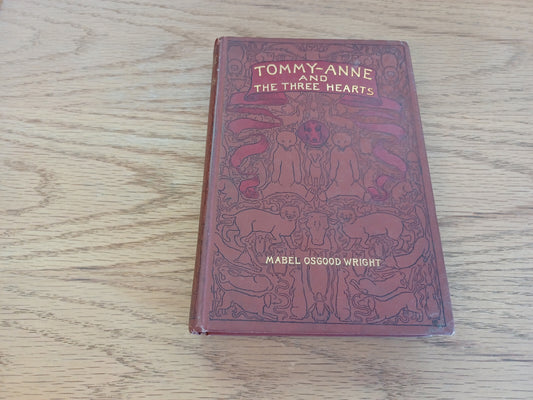 TOMMY-ANNE
AND
THE THREE HEARTS
MABEL OSGOOD WRIGHT